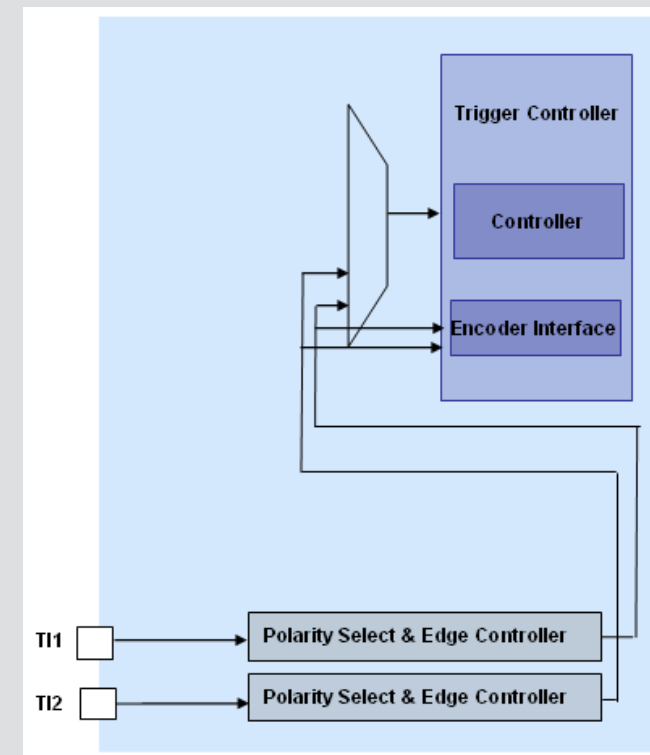 Trigger Controller
Controller
Encoder Interface
TI1
Polarity Select & Edge Controller
TI2
Polarity Select & Edge Controller